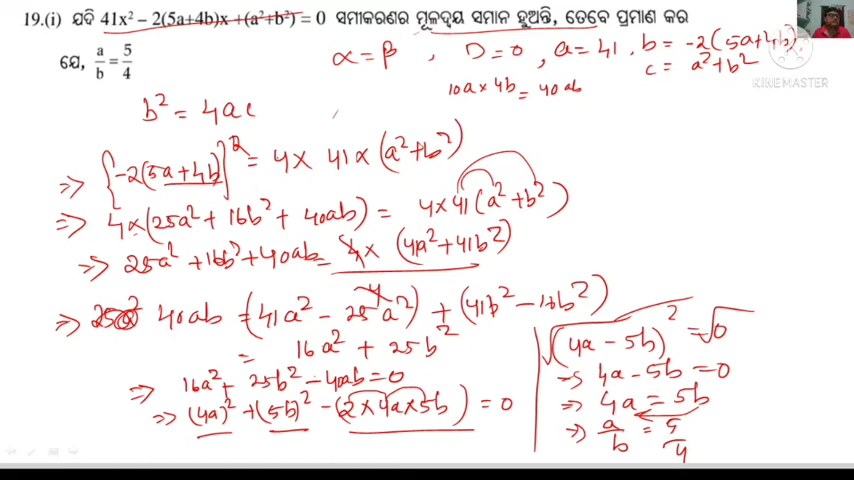 19.(i) ଯଦି 41x² – 2(5a+4b)x + (a²+b²) = 0 ସମୀକରଣର ମୂଳଦ୍ୱୟ ସମାନ ହୁଅନ୍ତି, ତେବେ ପ୍ରମାଣ କର
ଯେ, a/b = 5/4
α = β , D = 0 , a = 41 , b = -2(5a+4b)
c = a² + b²
10a × 4b = 40ab
KINEMASTER
b² = 4ac
⇒ {-2(5a+4b)}² = 4 × 41 × (a²+b²)
⇒ 4×(25a² + 16b² + 40ab) = 4×41(a²+b²)
⇒ 25a² + 16b² + 40ab = 4 × (41a² + 41b²)
⇒ 40ab = (41a² - 25a²) + (41b² - 16b²)
= 16a² + 25b²
⇒ 16a² + 25b² - 40ab = 0
⇒ (4a)² + (5b)² - (2×4a×5b) = 0
√(4a - 5b)² = √0
⇒ 4a - 5b = 0
⇒ 4a = 5b
⇒ a/b = 5/4